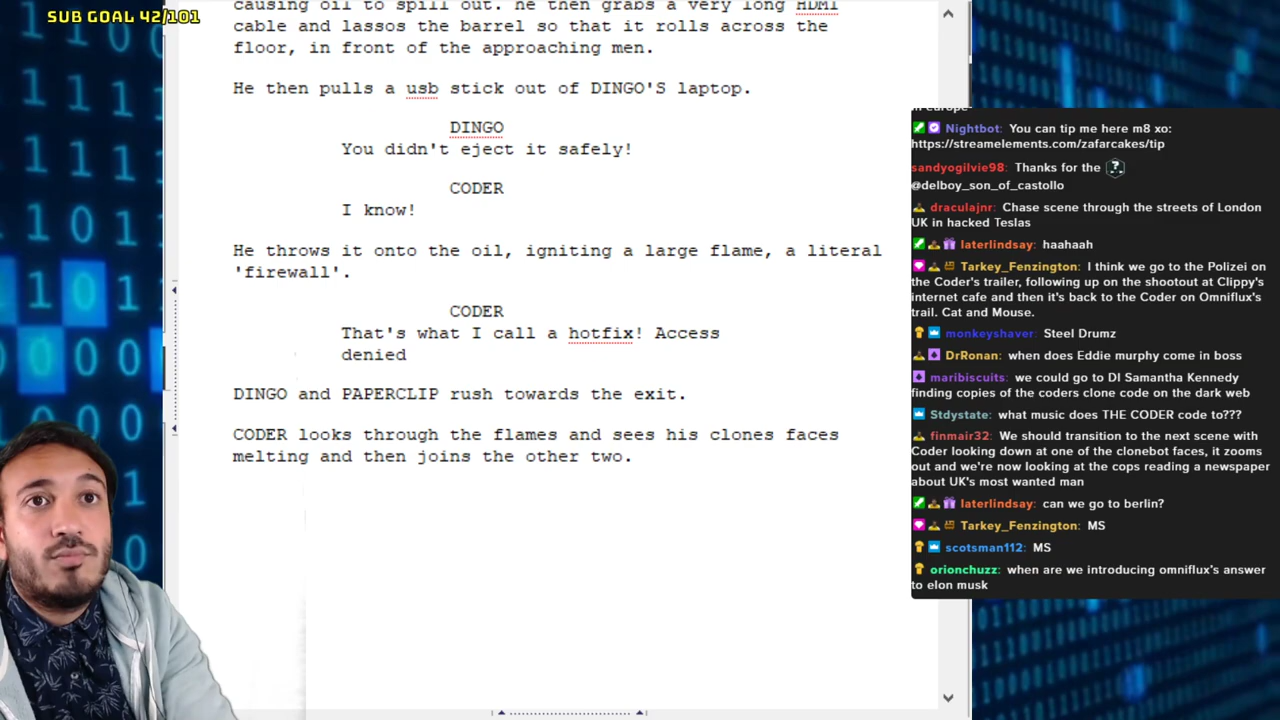 SUB GOAL 42/101
causing oil to spill out. He then grabs a very long HDMI
cable and lassos the barrel so that it rolls across the
floor, in front of the approaching men.
He then pulls a usb stick out of DINGO'S laptop.
DINGO
You didn't eject it safely!
CODER
I know!
He throws it onto the oil, igniting a large flame, a literal
'firewall'.
CODER
That's what I call a hotfix! Access
denied
DINGO and PAPERCLIP rush towards the exit.
CODER looks through the flames and sees his clones faces
melting and then joins the other two.
in Europe
Nightbot: You can tip me here m8 xo:
https://streamelements.com/zafarcakes/tip
sandyogilvie98: Thanks for the
@delboy_son_of_castollo
draculajnr: Chase scene through the streets of London
UK in hacked Teslas
laterlindsay: haahaah
Tarkey_Fenzington: I think we go to the Polizei on
the Coder's trailer, following up on the shootout at Clippy's
internet cafe and then it's back to the Coder on Omniflux's
trail. Cat and Mouse.
monkeyshaver: Steel Drumz
DrRonan: when does Eddie murphy come in boss
maribiscuits: we could go to DI Samantha Kennedy
finding copies of the coders clone code on the dark web
Stdystate: what music does THE CODER code to???
finmair32: We should transition to the next scene with
Coder looking down at one of the clonebot faces, it zooms
out and we're now looking at the cops reading a newspaper
about UK's most wanted man
laterlindsay: can we go to berlin?
Tarkey_Fenzington: MS
scotsman112: MS
orionchuzz: when are we introducing omniflux's answer
to elon musk